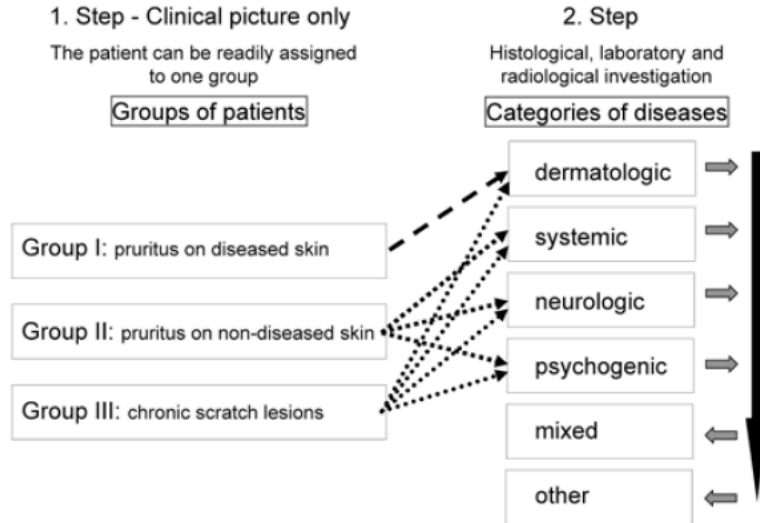 1. Step - Clinical picture only
The patient can be readily assigned
to one group
Groups of patients
Group I: pruritus on diseased skin
Group II: pruritus on non-diseased skin
Group III: chronic scratch lesions
2. Step
Histological, laboratory and
radiological investigation
Categories of diseases
dermatologic
systemic
neurologic
psychogenic
mixed
other